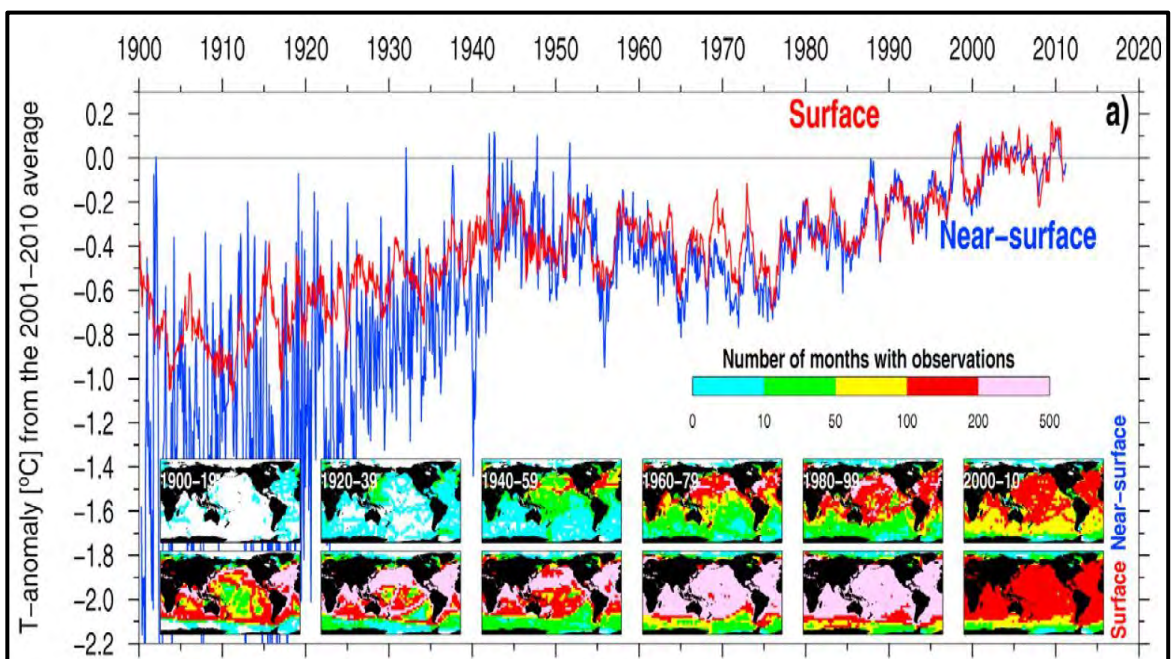 1900 1910 1920 1930 1940 1950 1960 1970 1980 1990 2000 2010 2020
T-anomaly [°C] from the 2001-2010 average
0.2
0.0
-0.2
-0.4
-0.6
-0.8
-1.0
-1.2
-1.4
-1.6
-1.8
-2.0
-2.2
Surface
a)
Near-surface
Number of months with observations
0 10 50 100 200 500
1900-19
1920-39
1940-59
1960-79
1980-99
2000-10
Near-surface
Surface